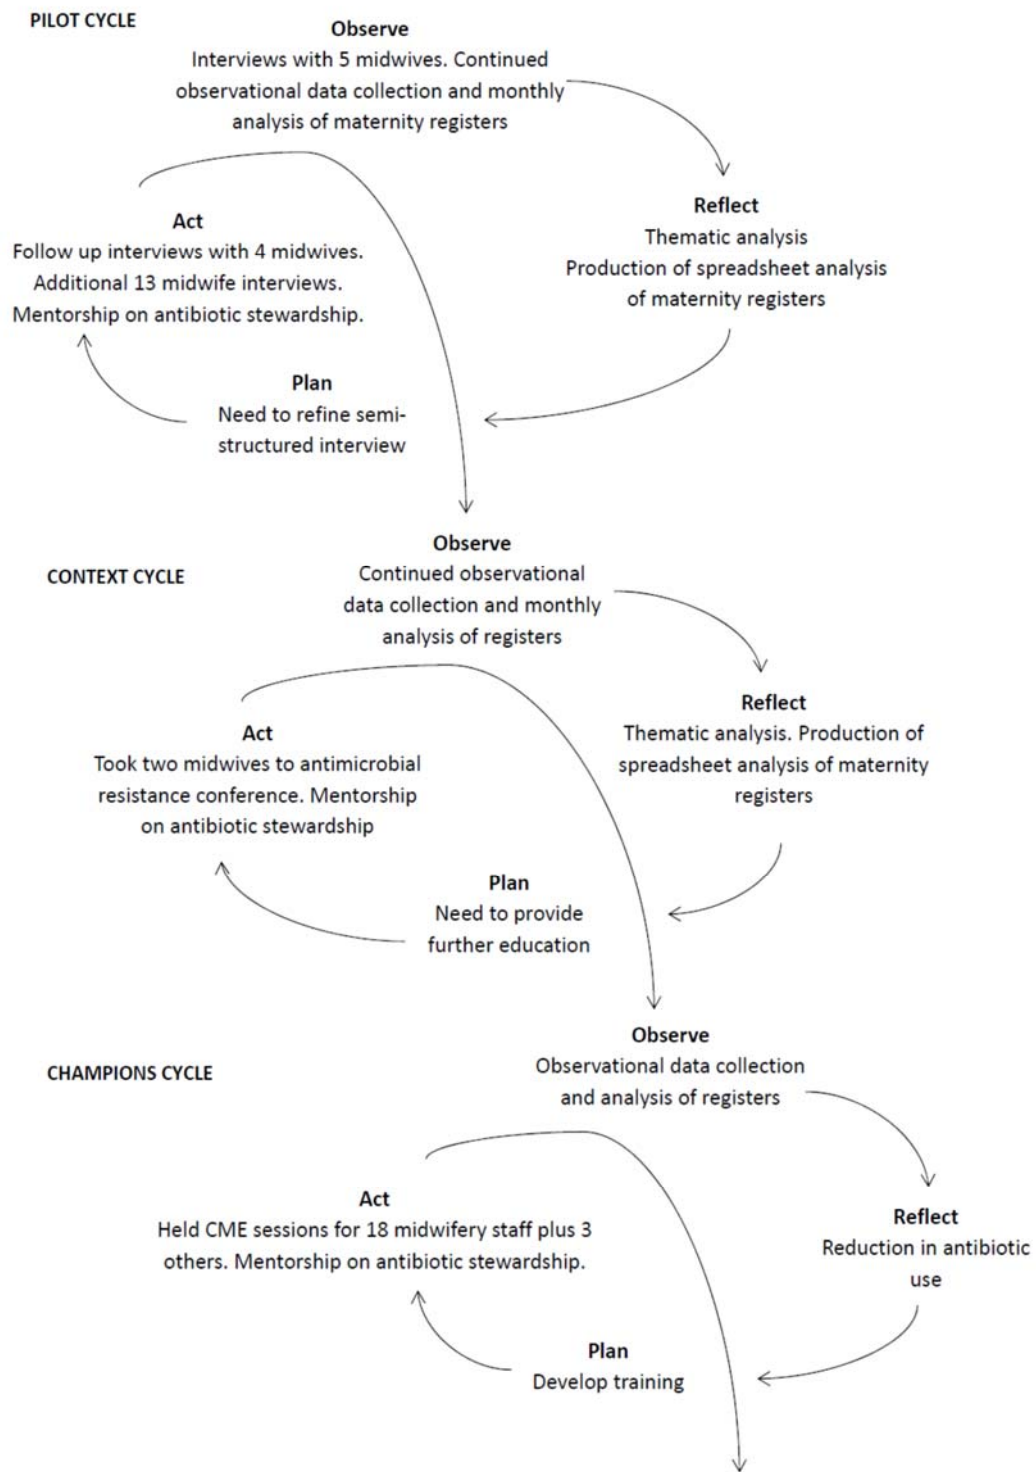 PILOT CYCLE
Observe
Interviews with 5 midwives. Continued
observational data collection and monthly
analysis of maternity registers
Reflect
Thematic analysis
Production of spreadsheet analysis
of maternity registers
Act
Follow up interviews with 4 midwives.
Additional 13 midwife interviews.
Mentorship on antibiotic stewardship.
Plan
Need to refine semi-
structured interview
CONTEXT CYCLE
Observe
Continued observational
data collection and monthly
analysis of registers
Reflect
Thematic analysis. Production of
spreadsheet analysis of maternity
registers
Act
Took two midwives to antimicrobial
resistance conference. Mentorship
on antibiotic stewardship
Plan
Need to provide
further education
CHAMPIONS CYCLE
Observe
Observational data collection
and analysis of registers
Reflect
Reduction in antibiotic
use
Act
Held CME sessions for 18 midwifery staff plus 3
others. Mentorship on antibiotic stewardship.
Plan
Develop training